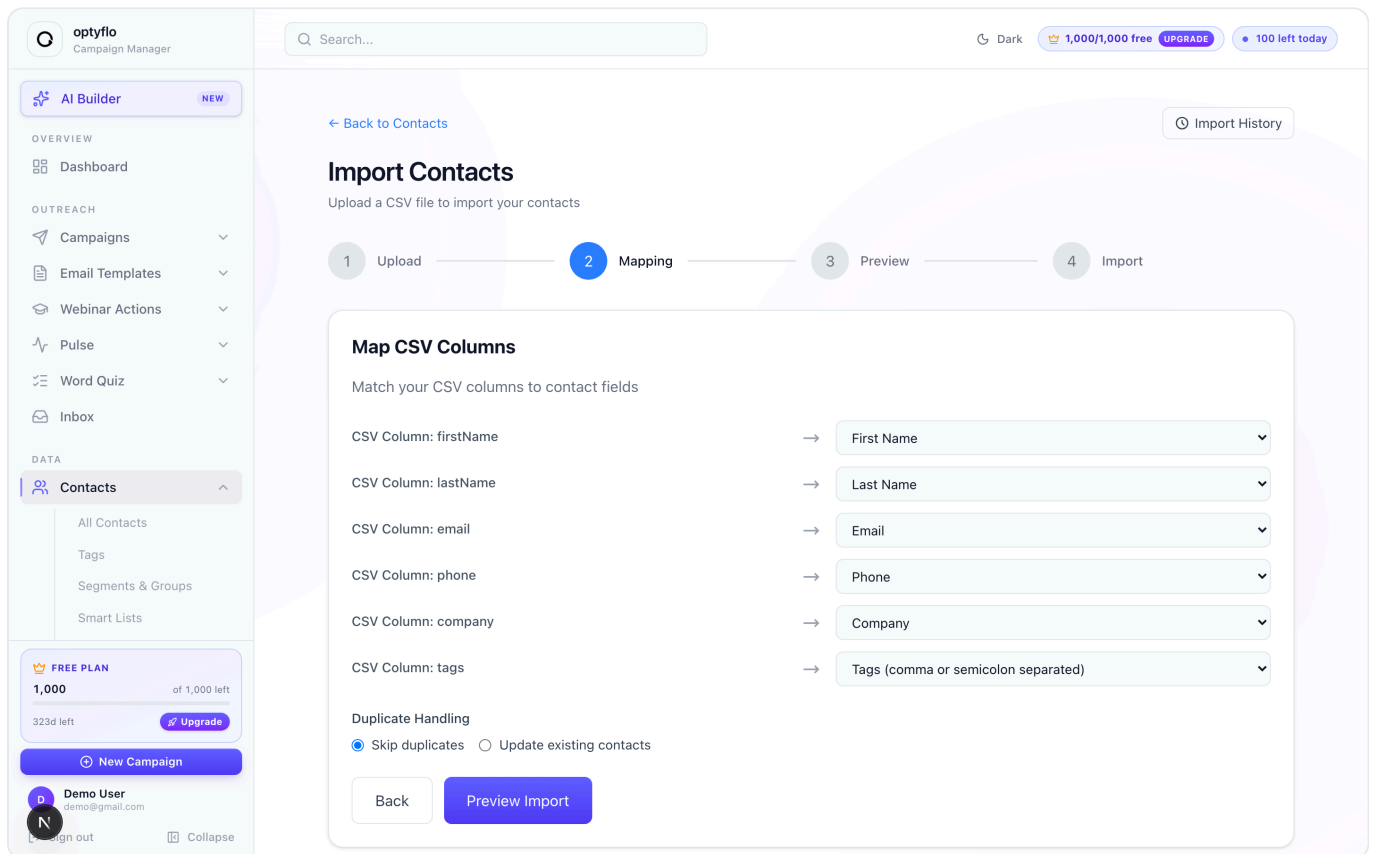 optyflo
Campaign Manager
Search...
Dark
1,000/1,000 free UPGRADE
100 left today
AI Builder NEW
OVERVIEW
Dashboard
OUTREACH
Campaigns
Email Templates
Webinar Actions
Pulse
Word Quiz
Inbox
DATA
Contacts
All Contacts
Tags
Segments & Groups
Smart Lists
FREE PLAN
1,000 of 1,000 left
323d left Upgrade
New Campaign
D Demo User
demo@gmail.com
N
Collapse
← Back to Contacts
Import History
Import Contacts
Upload a CSV file to import your contacts
1 Upload 2 Mapping 3 Preview 4 Import
Map CSV Columns
Match your CSV columns to contact fields
CSV Column: firstName → First Name
CSV Column: lastName → Last Name
CSV Column: email → Email
CSV Column: phone → Phone
CSV Column: company → Company
CSV Column: tags → Tags (comma or semicolon separated)
Duplicate Handling
Skip duplicates Update existing contacts
Back Preview Import